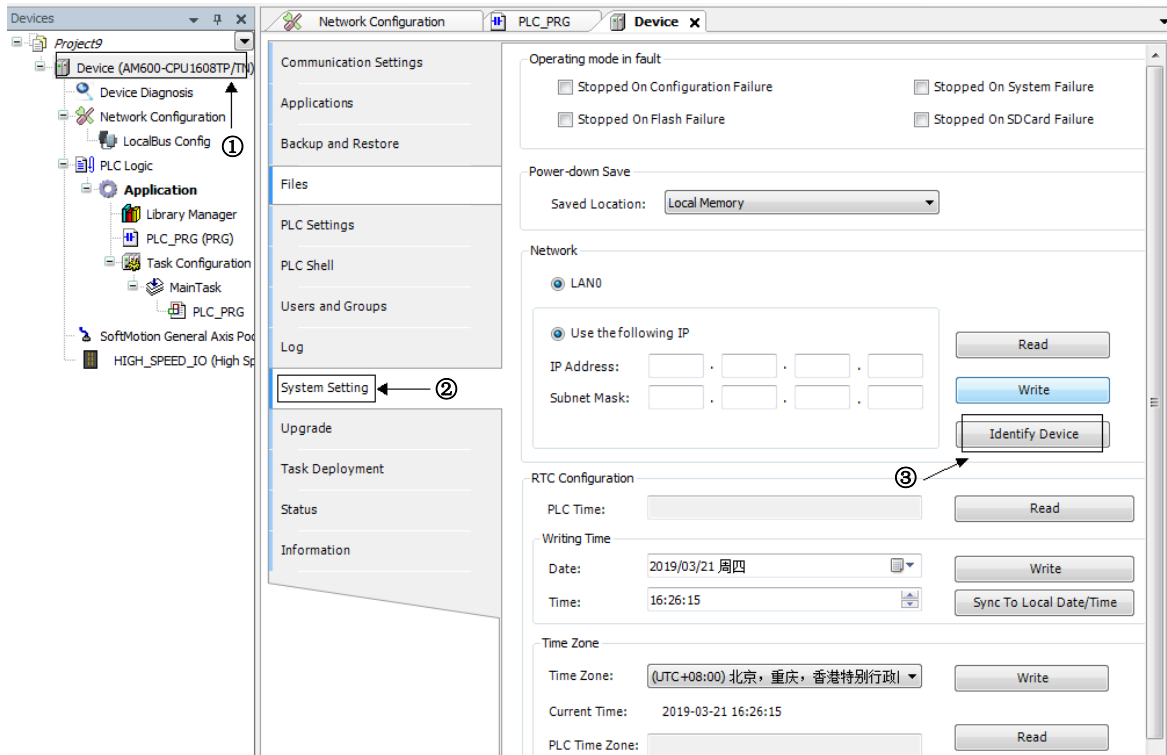 Devices
Project9
Device (AM600-CPU1608TP/TN)
Device Diagnosis
Network Configuration
LocalBus Config
①
PLC Logic
Application
Library Manager
PLC_PRG (PRG)
Task Configuration
MainTask
PLC_PRG
SoftMotion General Axis Poo
HIGH_SPEED_IO (High Sp
Network Configuration
PLC_PRG
Device
Communication Settings
Applications
Backup and Restore
Files
PLC Settings
PLC Shell
Users and Groups
Log
System Setting
②
Upgrade
Task Deployment
Status
Information
Operating mode in fault
Stopped On Configuration Failure
Stopped On System Failure
Stopped On Flash Failure
Stopped On SDCard Failure
Power-down Save
Saved Location: Local Memory
Network
LAN0
Use the following IP
IP Address: . . .
Subnet Mask: . . .
Read
Write
Identify Device
③
RTC Configuration
PLC Time: Read
Writing Time
Date: 2019/03/21 周四 Write
Time: 16:26:15 Sync To Local Date/Time
Time Zone
Time Zone: (UTC+08:00) 北京，重庆，香港特别行政 Write
Current Time: 2019-03-21 16:26:15
PLC Time Zone: Read